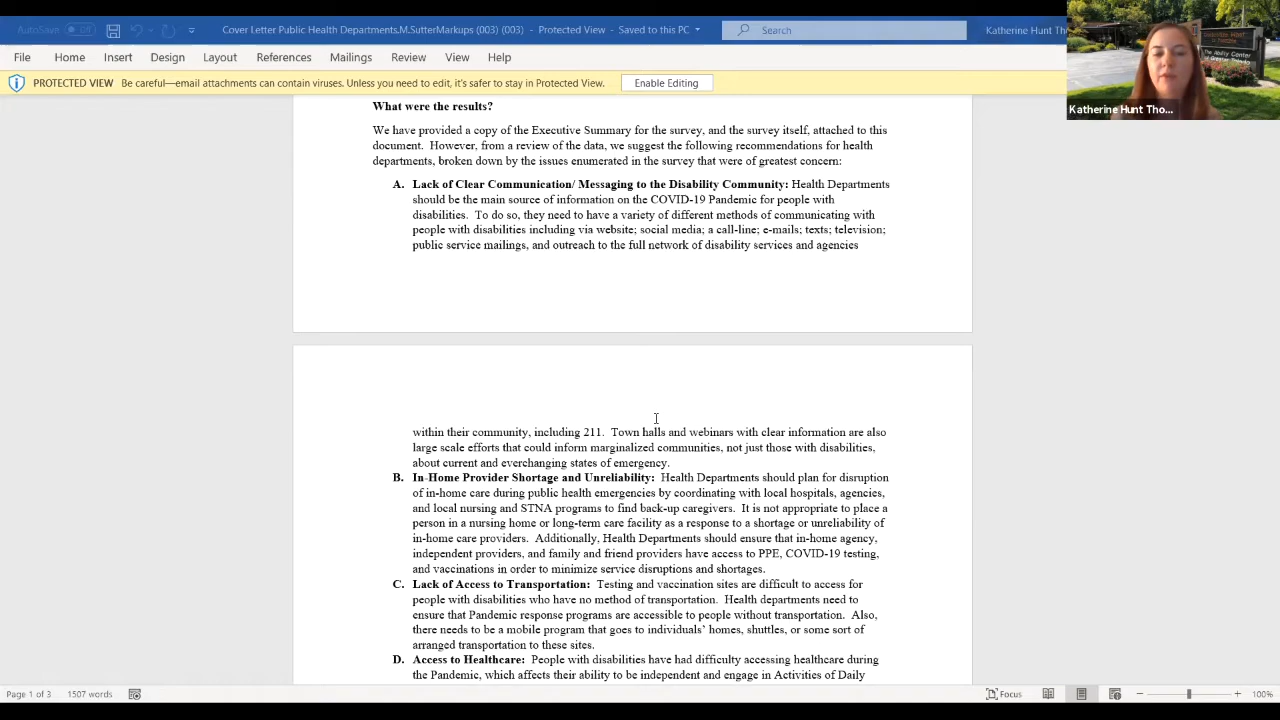 AutoSave Off
Cover Letter Public Health Departments.M.SutterMarkups (003) (003) - Protected View - Saved to this PC
Search
Katherine Hunt Th
File Home Insert Design Layout References Mailings Review View Help
PROTECTED VIEW Be careful—email attachments can contain viruses. Unless you need to edit, it's safer to stay in Protected View. Enable Editing
The Ability Center
Katherine Hunt Tho...
What were the results?
We have provided a copy of the Executive Summary for the survey, and the survey itself, attached to this
document. However, from a review of the data, we suggest the following recommendations for health
departments, broken down by the issues enumerated in the survey that were of greatest concern:
A. Lack of Clear Communication/ Messaging to the Disability Community: Health Departments
should be the main source of information on the COVID-19 Pandemic for people with
disabilities. To do so, they need to have a variety of different methods of communicating with
people with disabilities including via website; social media; a call-line; e-mails; texts; television;
public service mailings, and outreach to the full network of disability services and agencies
within their community, including 211. Town halls and webinars with clear information are also
large scale efforts that could inform marginalized communities, not just those with disabilities,
about current and everchanging states of emergency.
B. In-Home Provider Shortage and Unreliability: Health Departments should plan for disruption
of in-home care during public health emergencies by coordinating with local hospitals, agencies,
and local nursing and STNA programs to find back-up caregivers. It is not appropriate to place a
person in a nursing home or long-term care facility as a response to a shortage or unreliability of
in-home care providers. Additionally, Health Departments should ensure that in-home agency,
independent providers, and family and friend providers have access to PPE, COVID-19 testing,
and vaccinations in order to minimize service disruptions and shortages.
C. Lack of Access to Transportation: Testing and vaccination sites are difficult to access for
people with disabilities who have no method of transportation. Health departments need to
ensure that Pandemic response programs are accessible to people without transportation. Also,
there needs to be a mobile program that goes to individuals' homes, shuttles, or some sort of
arranged transportation to these sites.
D. Access to Healthcare: People with disabilities have had difficulty accessing healthcare during
the Pandemic, which affects their ability to be independent and engage in Activities of Daily
Page 1 of 3 1507 words
Focus
100%